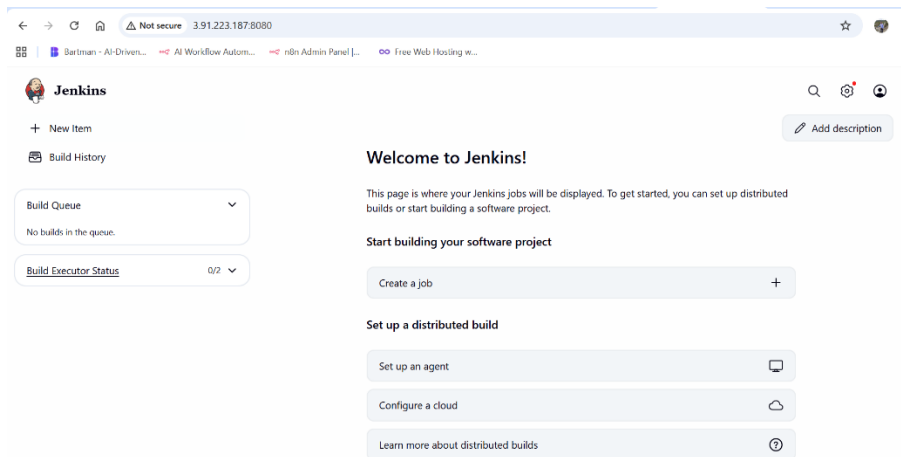 Not secure 3.91.223.187:8080
Bartman - AI-Driven... AI Workflow Autom... n8n Admin Panel |... Free Web Hosting w...
Jenkins
New Item
Add description
Build History
Welcome to Jenkins!
This page is where your Jenkins jobs will be displayed. To get started, you can set up distributed
builds or start building a software project.
Build Queue
No builds in the queue.
Start building your software project
Build Executor Status 0/2
Create a job
Set up a distributed build
Set up an agent
Configure a cloud
Learn more about distributed builds